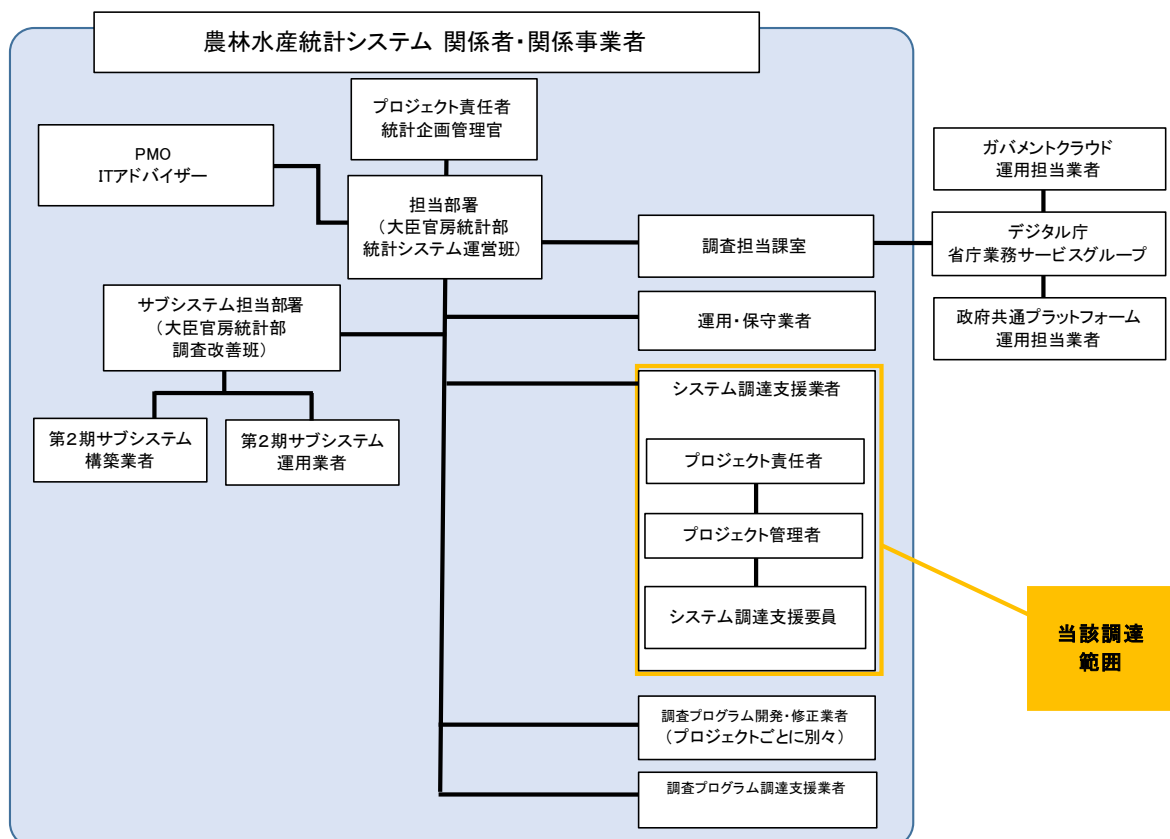 農林水産統計システム 関係者・関係事業者
プロジェクト責任者
統計企画管理官
PMO
ITアドバイザー
担当部署
（大臣官房統計部
統計システム運営班）
調査担当課室
ガバメントクラウド
運用担当業者
デジタル庁
省庁業務サービスグループ
政府共通プラットフォーム
運用担当業者
サブシステム担当部署
（大臣官房統計部
調査改善班）
運用・保守業者
第２期サブシステム
構築業者
第２期サブシステム
運用業者
システム調達支援業者
プロジェクト責任者
プロジェクト管理者
システム調達支援要員
当該調達
範囲
調査プログラム開発・修正業者
（プロジェクトごとに別々）
調査プログラム調達支援業者